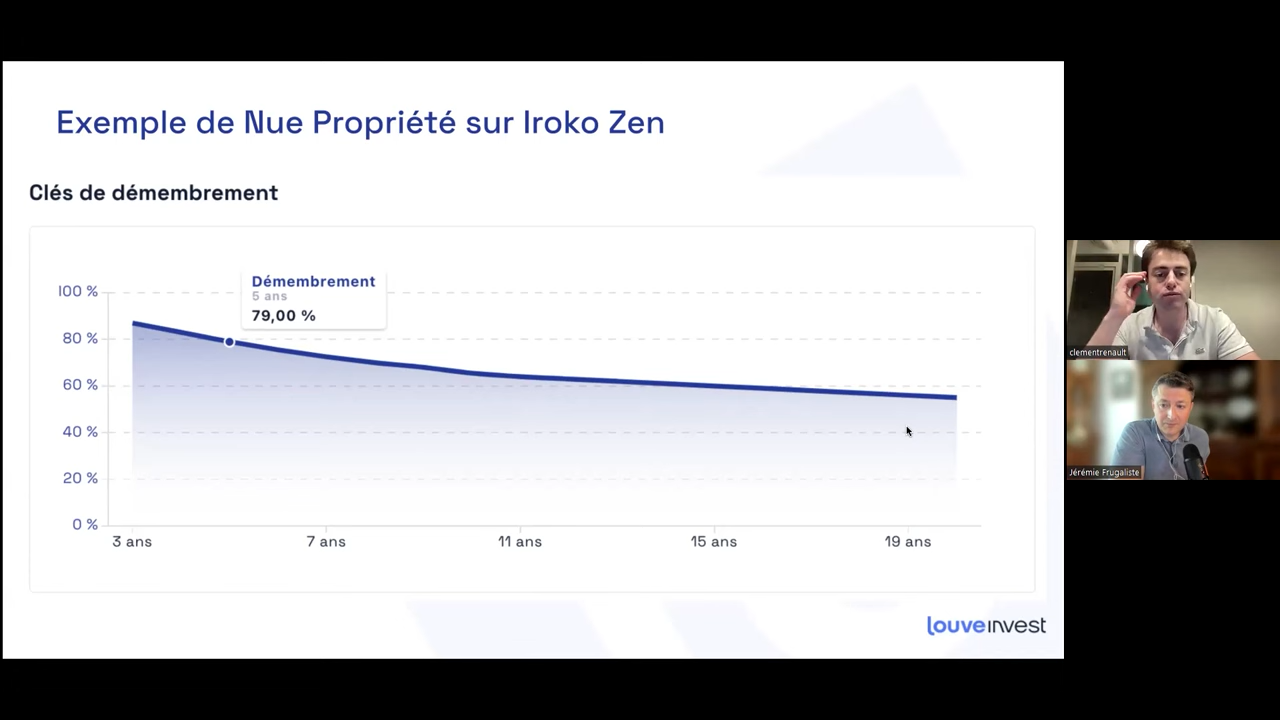 Exemple de Nue Propriété sur Iroko Zen
Clés de démembrement
Démembrement
5 ans
79,00 %
100 %
80 %
60 %
40 %
20 %
0 %
3 ans
7 ans
11 ans
15 ans
19 ans
louveinvest
clementrenault
Jérémie Frugaliste